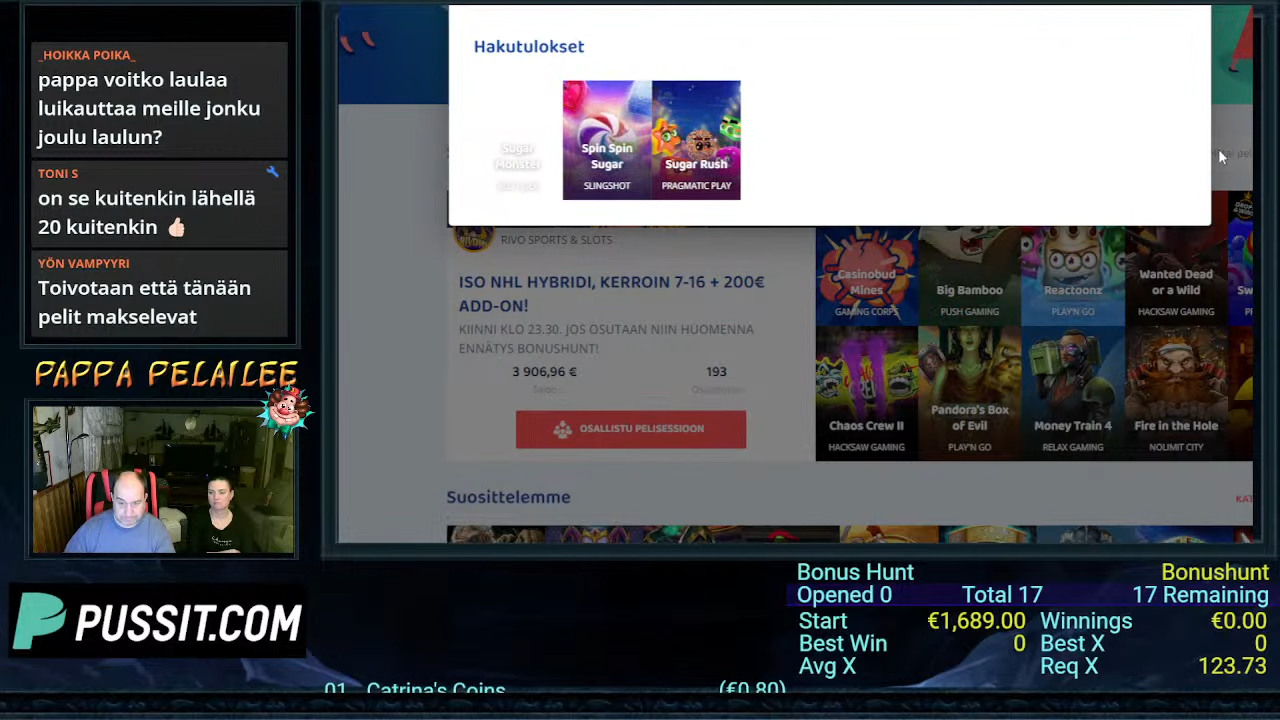 _HOIKKA POIKA_
pappa voitko laulaa
luikauttaa meille jonku
joulu laulun?
TONI S
on se kuitenkin lähellä
20 kuitenkin 👍🏻
YÖN VAMPYYRI
Toivotaan että tänään
pelit makselevat
PAPPA PELAILEE
PUSSIT.COM
Hakutulokset
Sugar
Monster
Spin Spin
Sugar
SLINGSHOT
Sugar Rush
PRAGMATIC PLAY
RIVO SPORTS & SLOTS
ISO NHL HYBRIDI, KERROIN 7-16 + 200€
ADD-ON!
KIINNI KLO 23.30. JOS OSUTAAN NIIN HUOMENNA
ENNÄTYS BONUSHUNT!
3 906,96 €
193
OSALLISTU PELISESSIOON
Casinobud
Mines
GAMING CORPS
Big Bamboo
PUSH GAMING
Reactoonz
PLAY'N GO
Wanted Dead
or a Wild
HACKSAW GAMING
Chaos Crew II
HACKSAW GAMING
Pandora's Box
of Evil
PLAY'N GO
Money Train 4
RELAX GAMING
Fire in the Hole
NOLIMIT CITY
Suosittelemme
Bonus Hunt
Bonushunt
Opened 0
Total 17
17 Remaining
Start
€1,689.00
Winnings
€0.00
Best Win
0
Best X
0
Avg X
Req X
123.73
01
Catrina's Coins
(€0.80)